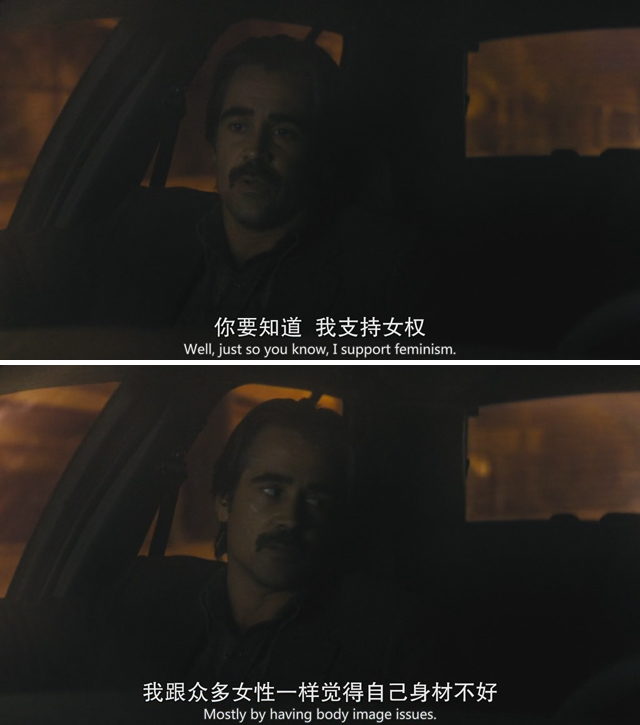 你要知道 我支持女权
Well, just so you know, I support feminism.
我跟众多女性一样觉得自己身材不好
Mostly by having body image issues.